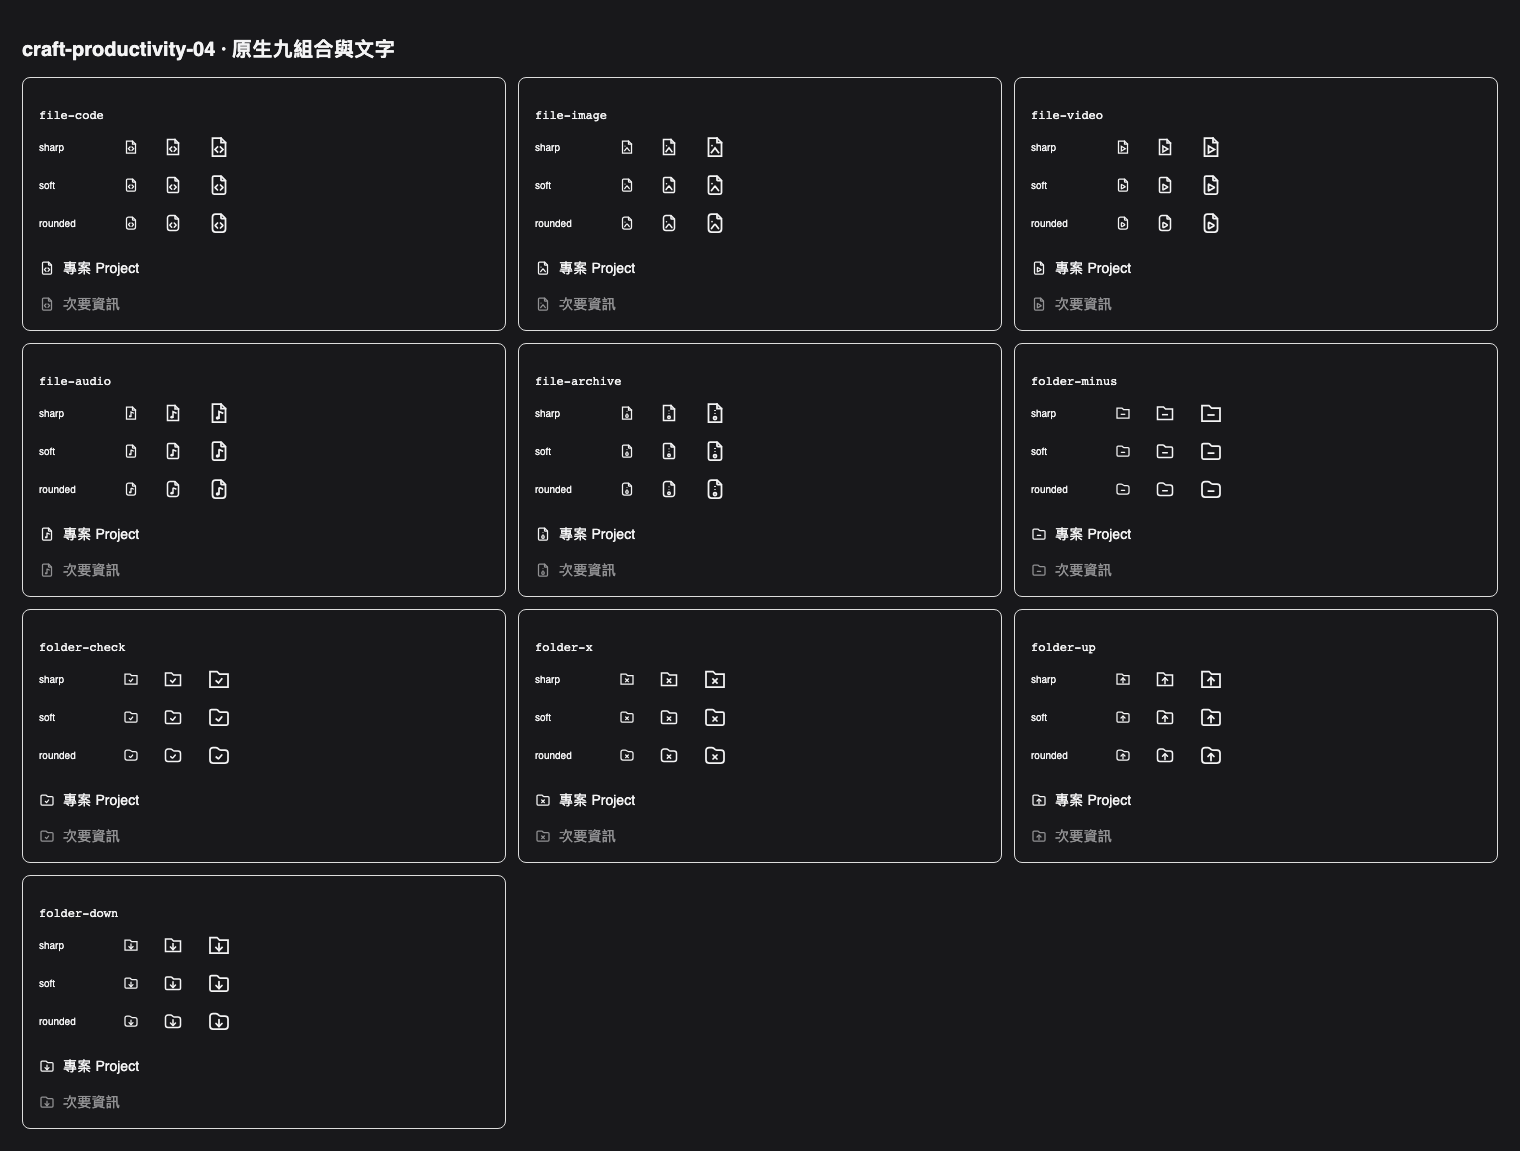 craft-productivity-04 · 原生九組合與文字
file-code
sharp
soft
rounded
專案 Project
次要資訊
file-image
sharp
soft
rounded
專案 Project
次要資訊
file-video
sharp
soft
rounded
專案 Project
次要資訊
file-audio
sharp
soft
rounded
專案 Project
次要資訊
file-archive
sharp
soft
rounded
專案 Project
次要資訊
folder-minus
sharp
soft
rounded
專案 Project
次要資訊
folder-check
sharp
soft
rounded
專案 Project
次要資訊
folder-x
sharp
soft
rounded
專案 Project
次要資訊
folder-up
sharp
soft
rounded
專案 Project
次要資訊
folder-down
sharp
soft
rounded
專案 Project
次要資訊